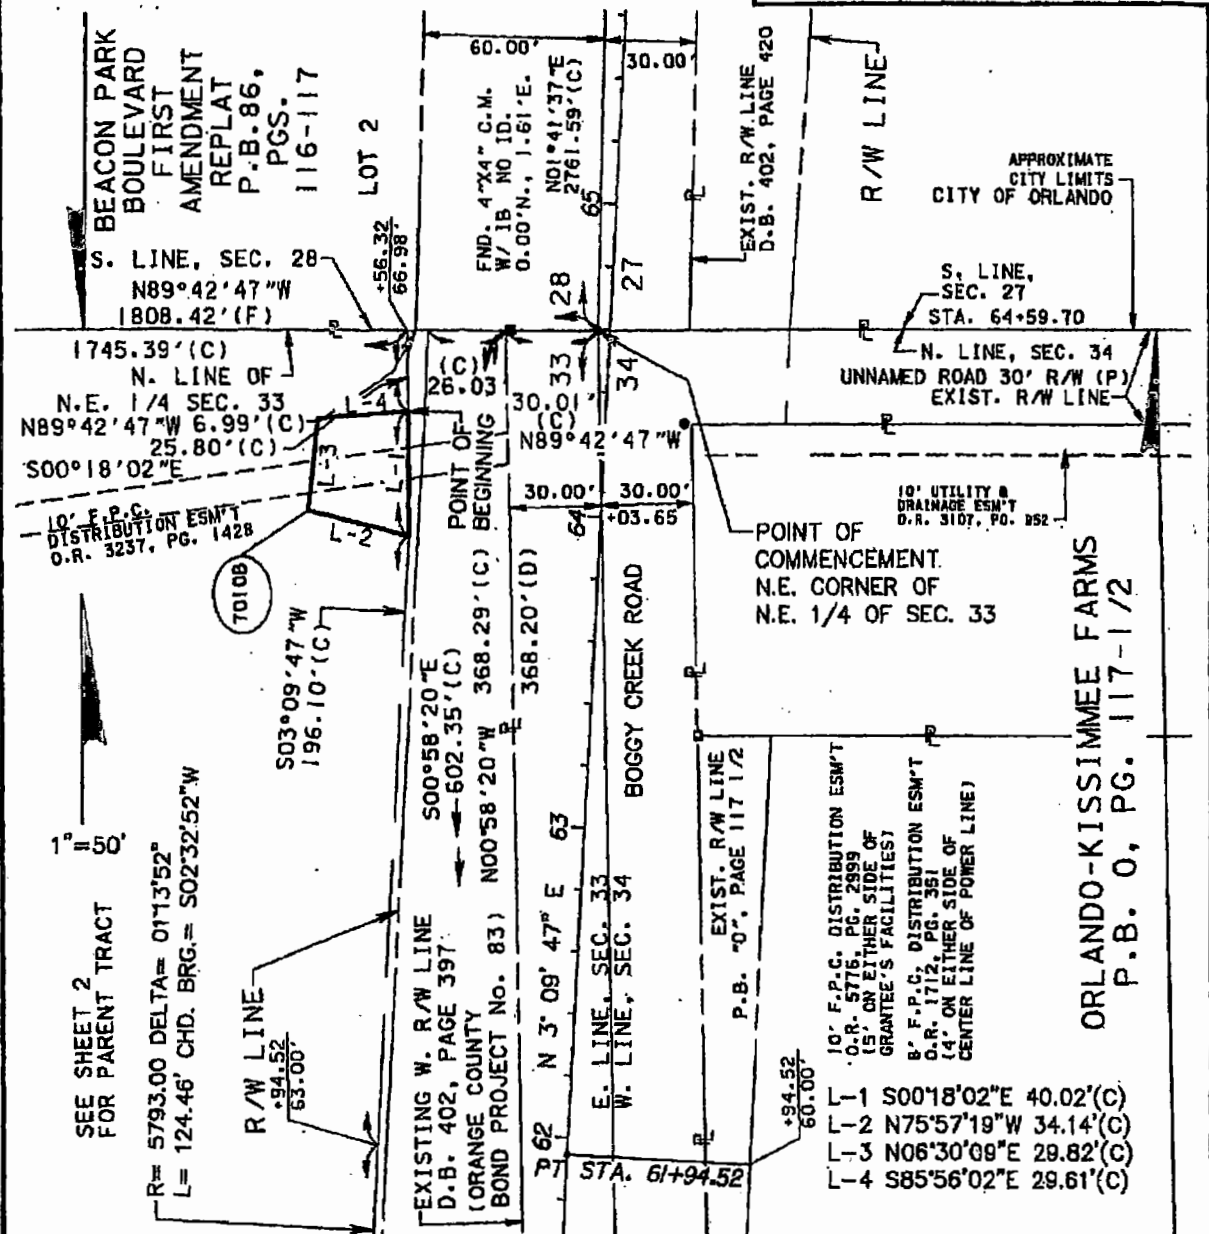 BEACON PARK
BOULEVARD
FIRST
AMENDMENT
REPLAT
P.B.86,
PGS.
116-117
LOT 2
60.00'
30.00'
FND. 4"X4" C.M.
W/ IB NO ID.
0.00'N., 1.61'E.
N01°41'37"E
2761.59'(C)
65
EXIST. R/W LINE
D.B. 402, PAGE 420
R/W LINE
APPROXIMATE
CITY LIMITS
CITY OF ORLANDO
S. LINE, SEC. 28
N89°42'47"W
1808.42'(F)
+56.32
66.98'
28
27
S. LINE,
SEC. 27
STA. 64+59.70
1745.39'(C)
N. LINE OF
N.E. 1/4 SEC. 33
N89°42'47"W 6.99'(C)
25.80'(C)
S00°18'02"E
(C)
26.03
33
34
30.01'
(C)
N89°42'47"W
N. LINE, SEC. 34
UNNAMED ROAD 30' R/W (P)
EXIST. R/W LINE
L-4
L-3
L-1
L-2
POINT OF
BEGINNING
30.00'
30.00'
64
+03.65
10' UTILITY &
DRAINAGE ESM'T
O.R. 3107, PG. 852
10' F.P.C.
DISTRIBUTION ESM'T
O.R. 3237, PG. 1428
7010B
POINT OF
COMMENCEMENT
N.E. CORNER OF
N.E. 1/4 OF SEC. 33
S03°09'47"W
196.10'(C)
S00°58'20"E
602.35'(C)
N00°58'20"W 368.29'(C)
368.20'(D)
BOGGY CREEK ROAD
ORLANDO-KISSIMMEE FARMS
P.B. O, PG. 117-1/2
1"=50'
SEE SHEET 2
FOR PARENT TRACT
R= 5793.00 DELTA= 01°13'52"
L= 124.46' CHD. BRG.= S02°32'52"W
R/W LINE
+94.52
63.00'
EXISTING W. R/W LINE
D.B. 402, PAGE 397
(ORANGE COUNTY
BOND PROJECT No. 83)
63
N 3° 09' 47" E
62
E. LINE, SEC. 33
W. LINE, SEC. 34
EXIST. R/W LINE
P.B. "O", PAGE 117 1/2
10' F.P.C. DISTRIBUTION ESM'T
O.R. 5776, PG. 2999
(5' ON EITHER SIDE OF
GRANTEE'S FACILITIES)
8' F.P.C. DISTRIBUTION ESM'T
O.R. 1712, PG. 351
(4' ON EITHER SIDE OF
CENTER LINE OF POWER LINE)
+94.52
60.00'
PT STA. 61+94.52
L-1 S00°18'02"E 40.02'(C)
L-2 N75°57'19"W 34.14'(C)
L-3 N06°30'09"E 29.82'(C)
L-4 S85°56'02"E 29.61'(C)